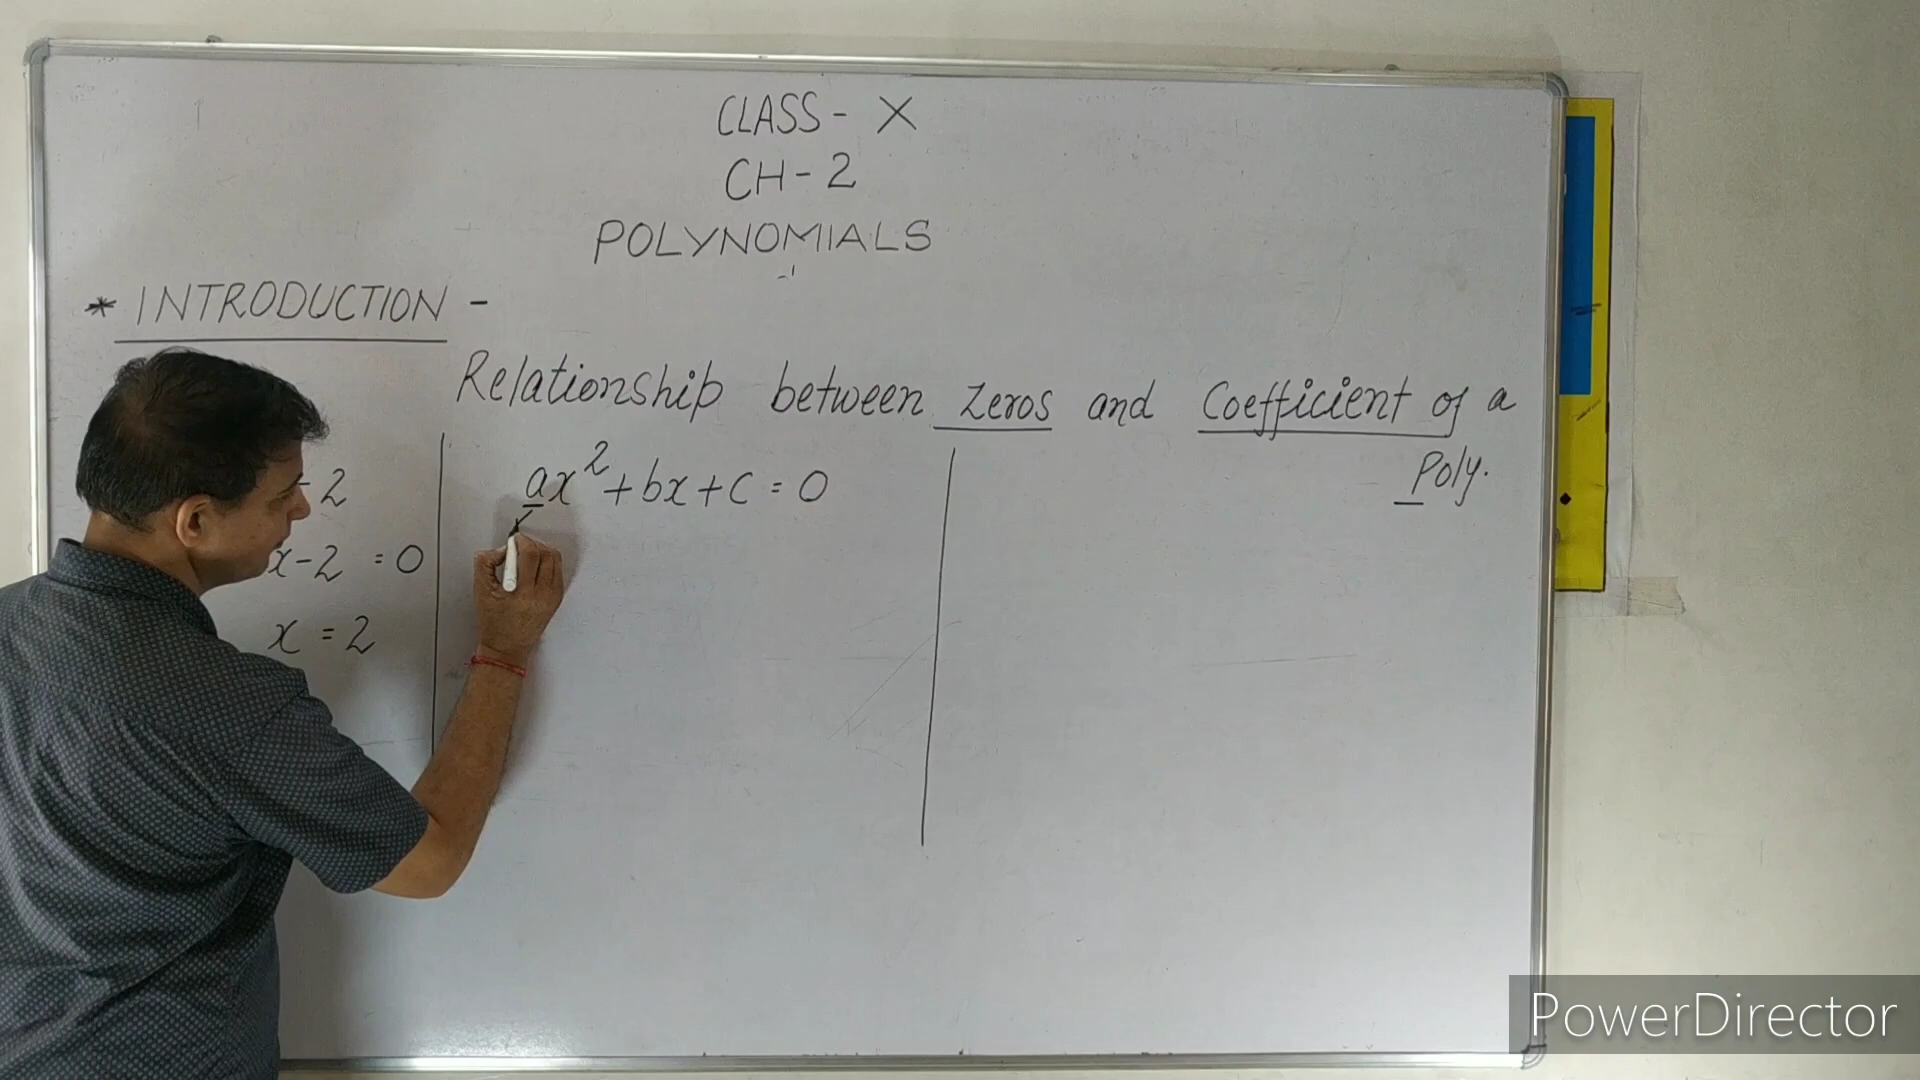 CLASS - X
CH - 2
POLYNOMIALS
* INTRODUCTION -
Relationship between zeros and Coefficient of a
Poly.
- 2
x - 2 = 0
x = 2
ax² + bx + c = 0
PowerDirector